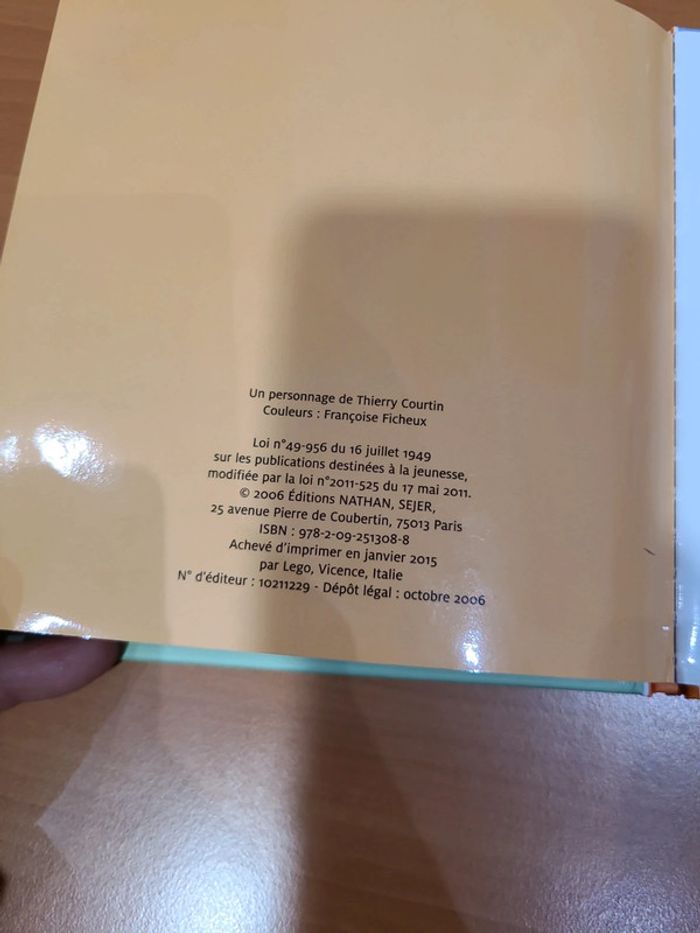 Un personnage de Thierry Courtin
Couleurs : Françoise Ficheux
Loi n°49-956 du 16 juillet 1949
sur les publications destinées à la jeunesse,
modifiée par la loi n°2011-525 du 17 mai 2011.
© 2006 Éditions NATHAN, SEJER,
25 avenue Pierre de Coubertin, 75013 Paris
ISBN : 978-2-09-251308-8
Achevé d'imprimer en janvier 2015
par Lego, Vicence, Italie
N° d'éditeur : 10211229 - Dépôt légal : octobre 2006